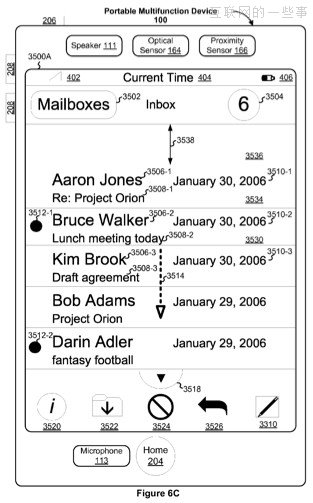 Portable Multifunction Device
206
100
互联网的一些事
Speaker 111
Optical Sensor 164
Proximity Sensor 166
208
208
3500A
402
Current Time 404
406
Mailboxes
3502
Inbox
6
3504
3538
3536
Aaron Jones
3506-1
January 30, 2006
3510-1
Re: Project Orion
3508-1
3534
3512-1
Bruce Walker
3506-2
January 30, 2006
3510-2
Lunch meeting today
3508-2
3530
Kim Brook
3506-3
January 30, 2006
3510-3
Draft agreement
3508-3
3514
Bob Adams
January 29, 2006
Project Orion
3512-2
Darin Adler
January 29, 2006
fantasy football
3518
i
3520
3522
3524
3526
3310
Microphone 113
Home 204
Figure 6C